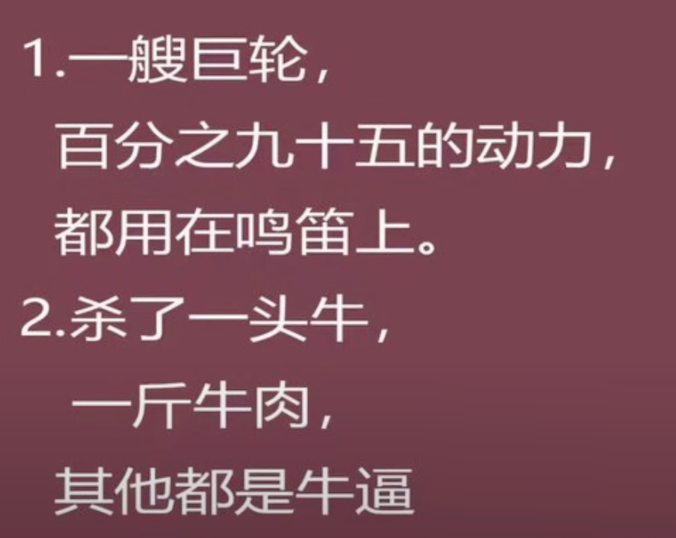 1.一艘巨轮,
百分之九十五的动力,
都用在鸣笛上。
2.杀了一头牛,
一斤牛肉,
其他都是牛逼